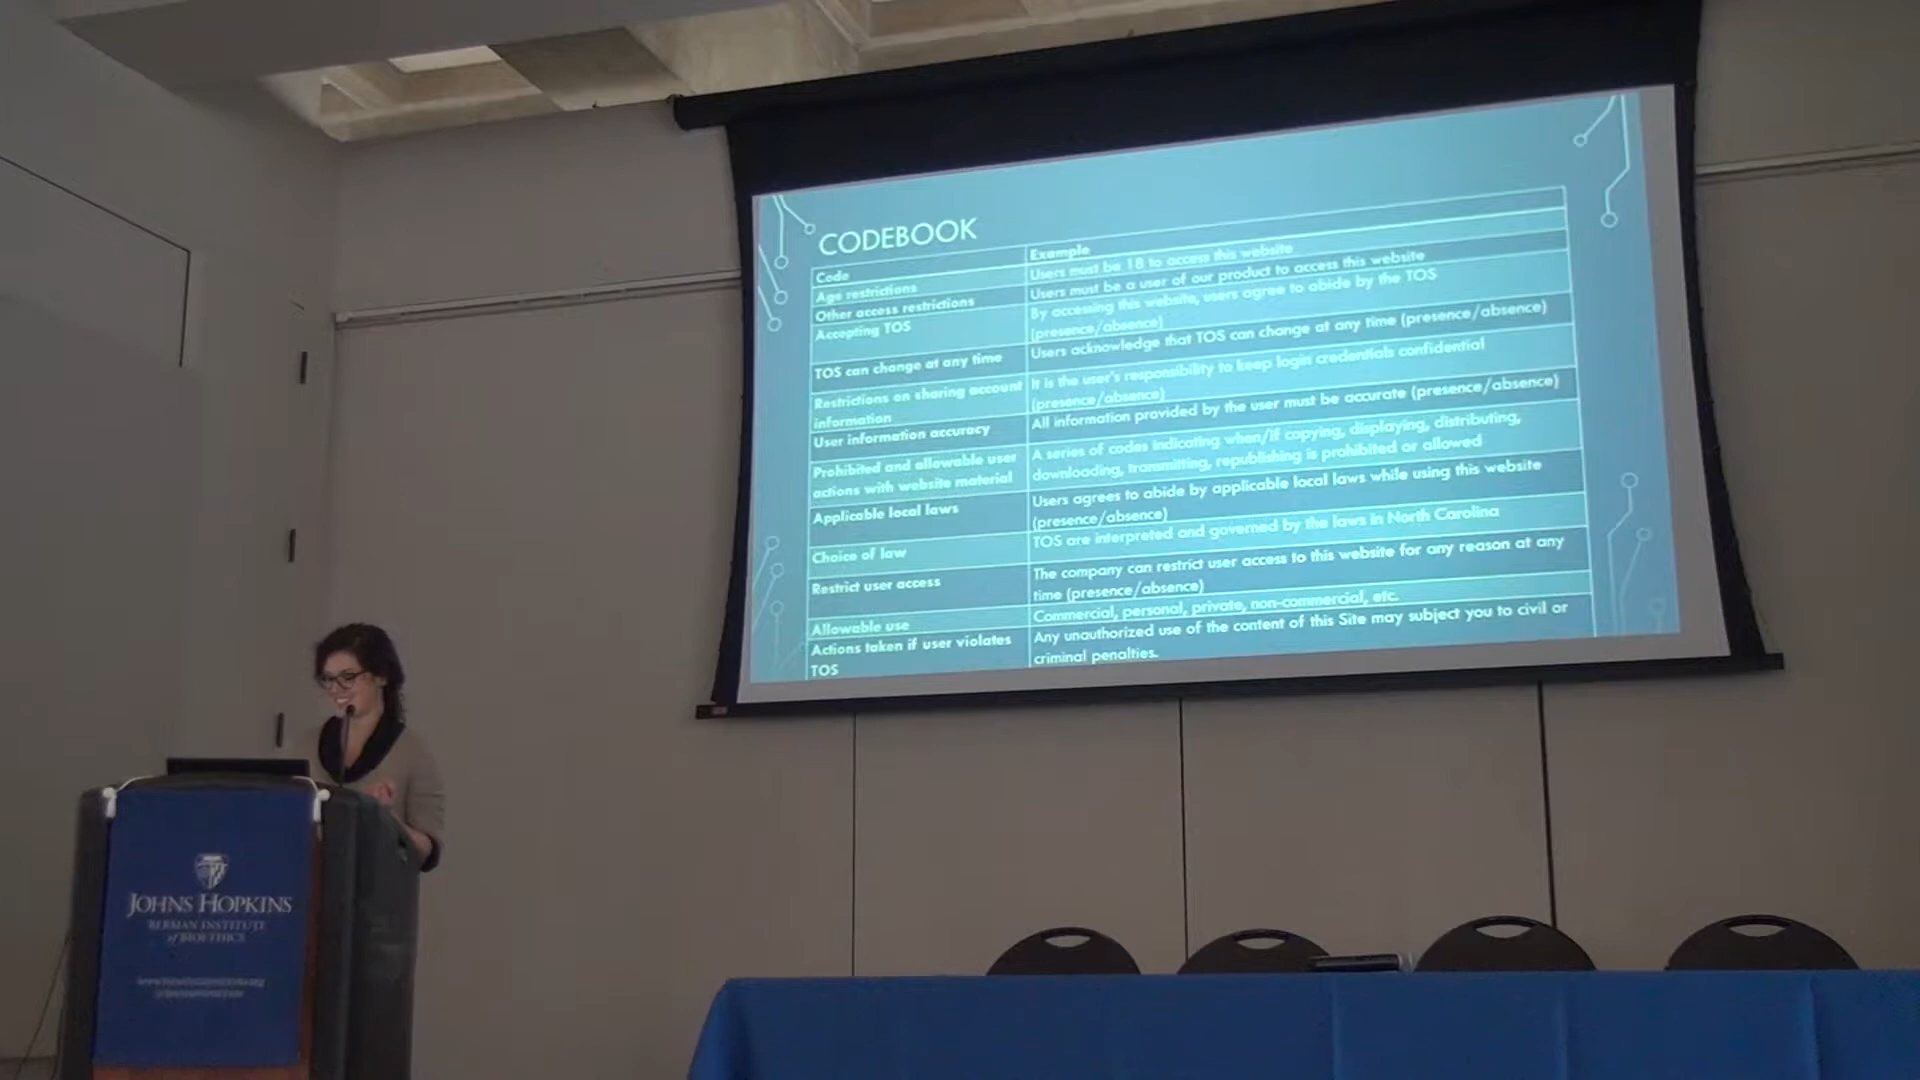 CODEBOOK
Code
Example
Age restrictions
Users must be 18 to access this website
Other access restrictions
Users must be a user of our product to access this website
Accepting TOS
By accessing this website, users agree to abide by the TOS
(presence/absence)
TOS can change at any time
Users acknowledge that TOS can change at any time (presence/absence)
Restrictions on sharing account
information
It is the user's responsibility to keep login credentials confidential
(presence/absence)
User information accuracy
All information provided by the user must be accurate (presence/absence)
Prohibited and allowable user
actions with website material
A series of codes indicating when/if copying, displaying, distributing,
downloading, transmitting, republishing is prohibited or allowed
Applicable local laws
Users agrees to abide by applicable local laws while using this website
(presence/absence)
Choice of law
TOS are interpreted and governed by the laws in North Carolina
Restrict user access
The company can restrict user access to this website for any reason at any
time (presence/absence)
Allowable use
Commercial, personal, private, non-commercial, etc.
Actions taken if user violates
TOS
Any unauthorized use of the content of this Site may subject you to civil or
criminal penalties.
JOHNS HOPKINS
BERMAN INSTITUTE
of BIOETHICS